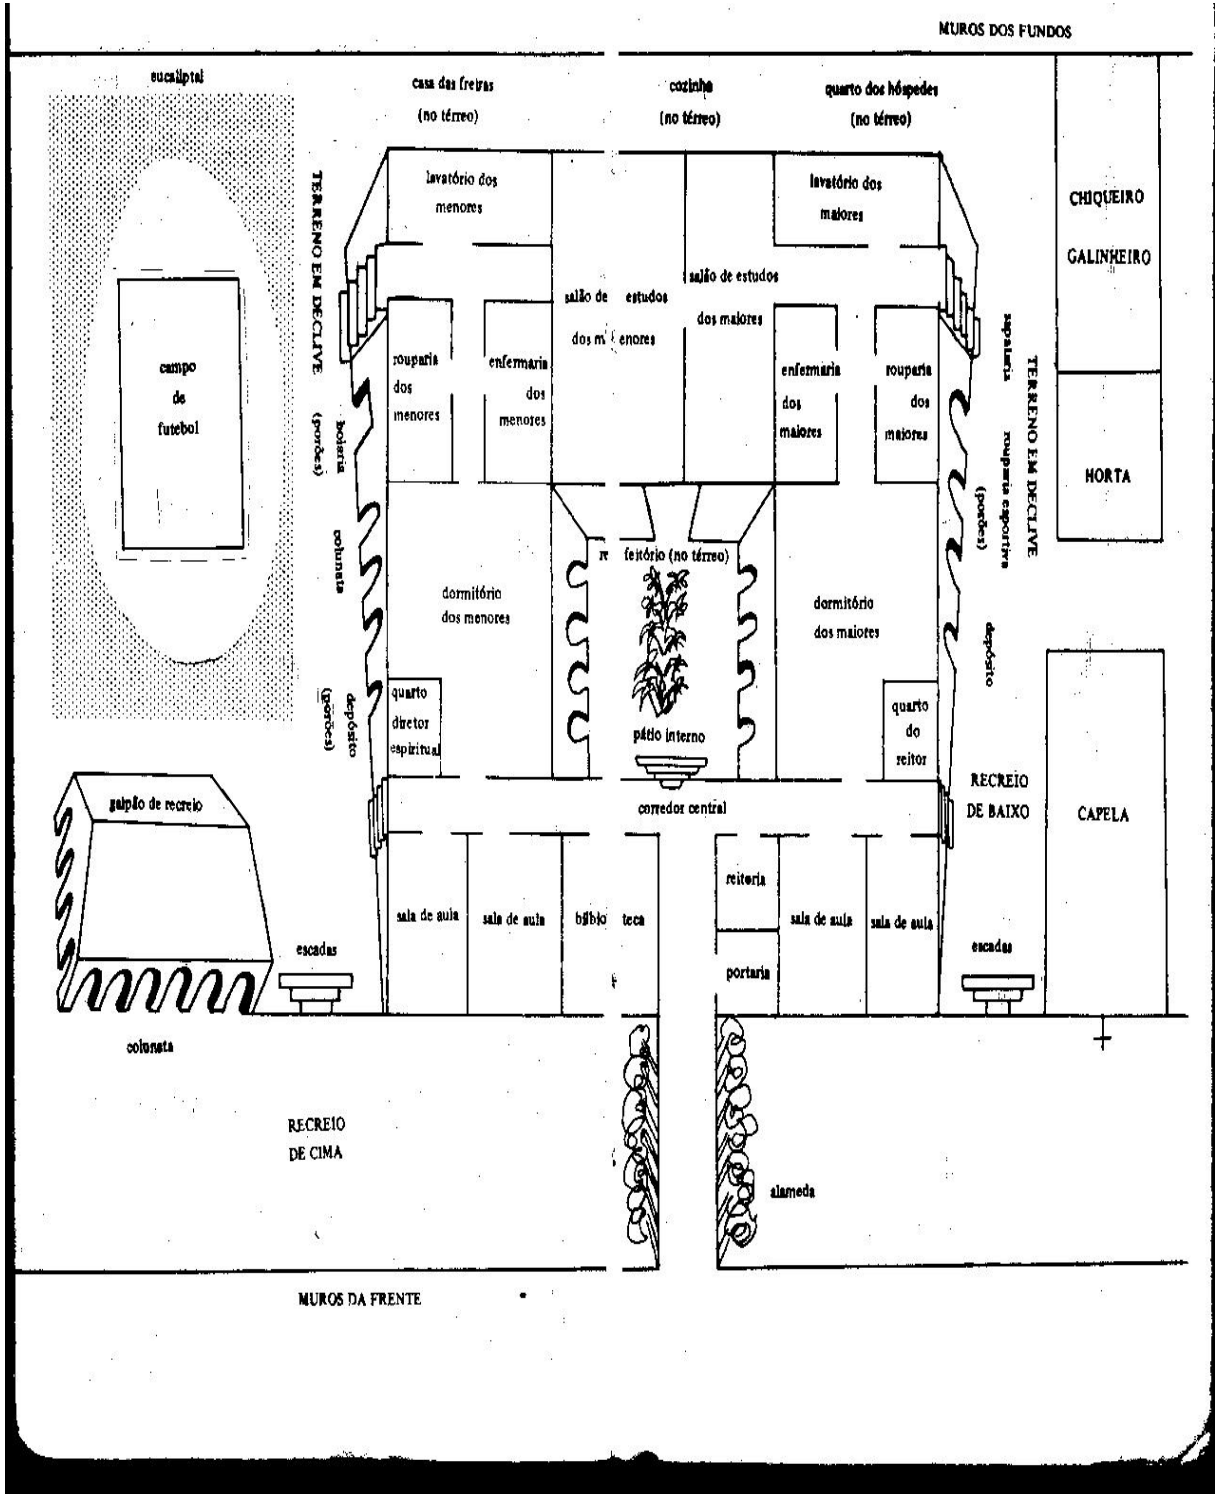 MUROS DOS FUNDOS
eucaliptal
casa das freiras
(no térreo)
cozinha
(no térreo)
quarto dos hóspedes
(no térreo)
lavatório dos
menores
lavatório dos
maiores
CHIQUEIRO
GALINHEIRO
TERRENO EM DECLIVE
salão de estudos
dos menores
salão de estudos
dos maiores
campo
de
futebol
rouparia
dos
menores
enfermaria
dos
menores
enfermaria
dos
maiores
rouparia
dos
maiores
sapataria
rouparia esportiva
(porões)
TERRENO EM DECLIVE
HORTA
(porões)
colunata
refeitório (no térreo)
dormitório
dos menores
dormitório
dos maiores
depósito
depósito
(porões)
quarto
diretor
espiritual
pátio interno
quarto
do
reitor
RECREIO
DE BAIXO
CAPELA
galpão de recreio
corredor central
reitoria
sala de aula
sala de aula
biblioteca
sala de aula
sala de aula
portaria
escadas
escadas
colunata
RECREIO
DE CIMA
alameda
MUROS DA FRENTE